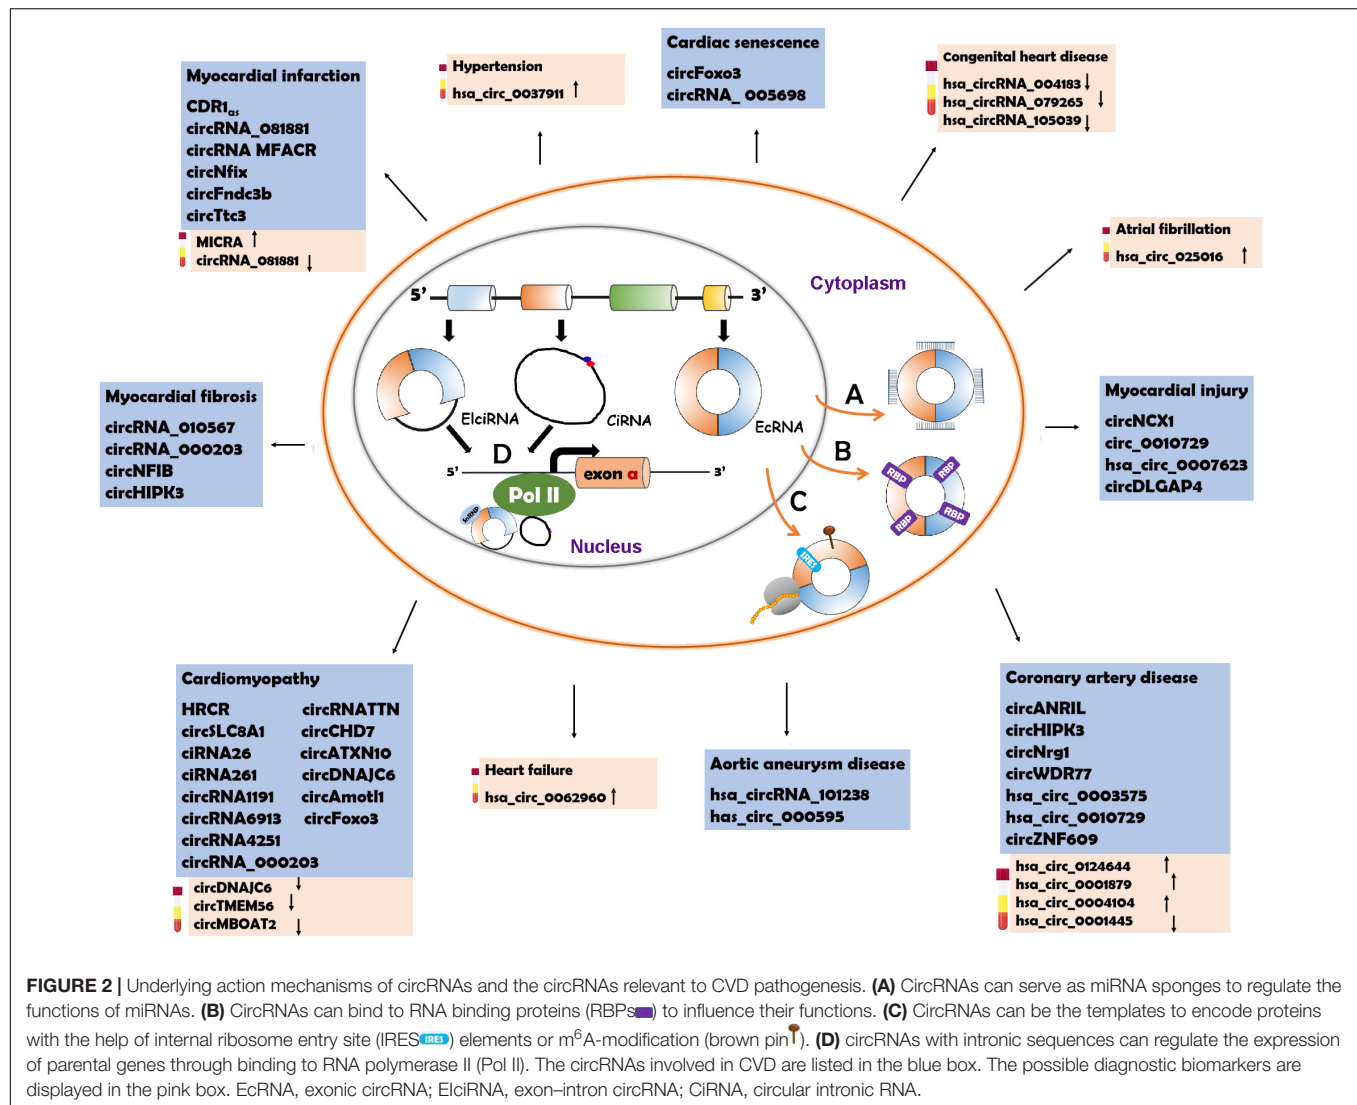 Myocardial infarction
CDR1as
circRNA_081881
circRNA MFACR
circNfix
circFndc3b
circTtc3
MICRA ↑
circRNA_081881 ↓
Hypertension
hsa_circ_0037911 ↑
Cardiac senescence
circFoxo3
circRNA_ 005698
Congenital heart disease
hsa_circRNA_004183 ↓
hsa_circRNA_079265 ↓
hsa_circRNA_105039 ↓
Atrial fibrillation
hsa_circ_025016 ↑
Cytoplasm
5’ 3’
ElciRNA
CiRNA
EcRNA
A
B
C
D
5’ 3’
exon a
Pol II
SnRNP
Nucleus
RBP
RBP
RBP
RBP
IRES
Myocardial fibrosis
circRNA_010567
circRNA_000203
circNFIB
circHIPK3
Myocardial injury
circNCX1
circ_0010729
hsa_circ_0007623
circDLGAP4
Cardiomyopathy
HRCR circRNATTN
circSLC8A1 circCHD7
ciRNA26 circATXN10
ciRNA261 circDNAJC6
circRNA1191 circAmotl1
circRNA6913 circFoxo3
circRNA4251
circRNA_000203
circDNAJC6 ↓
circTMEM56 ↓
circMBOAT2 ↓
Heart failure
hsa_circ_0062960 ↑
Aortic aneurysm disease
hsa_circRNA_101238
has_circ_000595
Coronary artery disease
circANRIL
circHIPK3
circNrg1
circWDR77
hsa_circ_0003575
hsa_circ_0010729
circZNF609
hsa_circ_0124644 ↑
hsa_circ_0001879 ↑
hsa_circ_0004104 ↑
hsa_circ_0001445 ↓
FIGURE 2 | Underlying action mechanisms of circRNAs and the circRNAs relevant to CVD pathogenesis. (A) CircRNAs can serve as miRNA sponges to regulate the
functions of miRNAs. (B) CircRNAs can bind to RNA binding proteins (RBPs) to influence their functions. (C) CircRNAs can be the templates to encode proteins
with the help of internal ribosome entry site (IRES IRES) elements or m6A-modification (brown pin). (D) circRNAs with intronic sequences can regulate the expression
of parental genes through binding to RNA polymerase II (Pol II). The circRNAs involved in CVD are listed in the blue box. The possible diagnostic biomarkers are
displayed in the pink box. EcRNA, exonic circRNA; ElciRNA, exon–intron circRNA; CiRNA, circular intronic RNA.